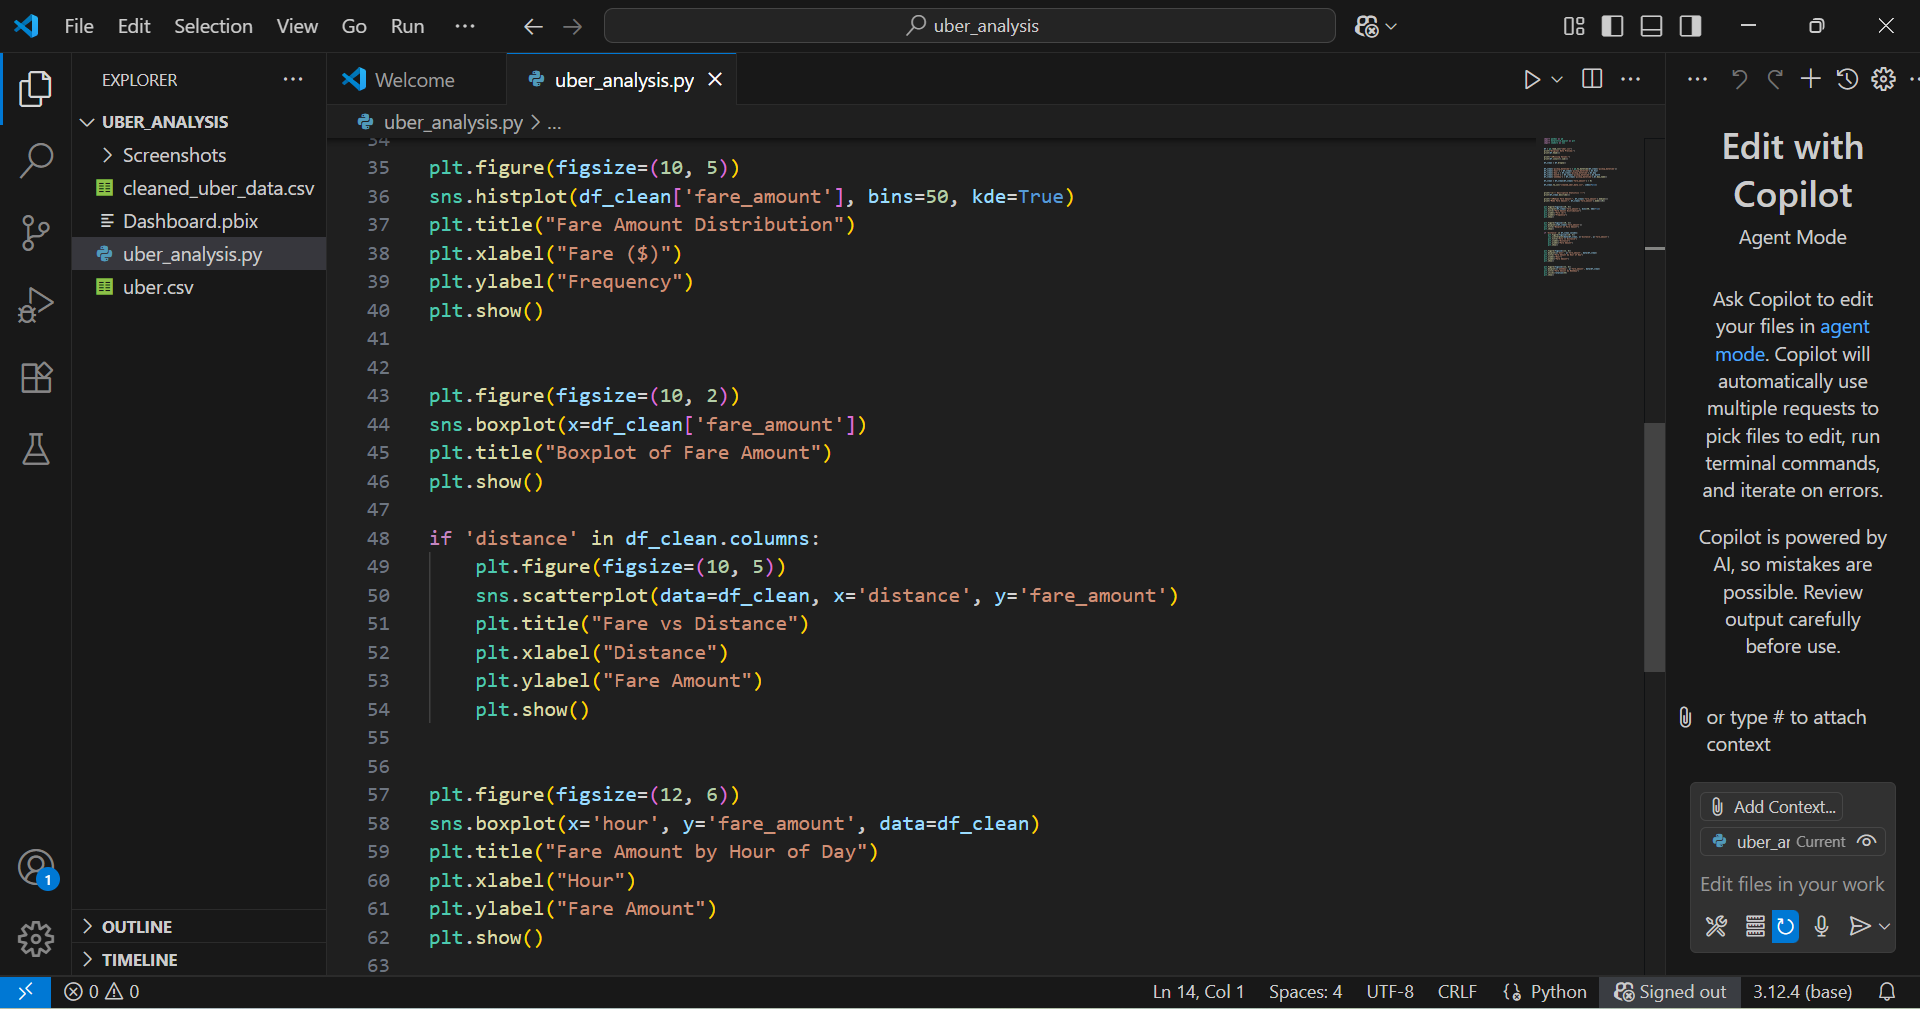 File Edit Selection View Go Run ··· uber_analysis
EXPLORER ···
UBER_ANALYSIS
Screenshots
cleaned_uber_data.csv
Dashboard.pbix
uber_analysis.py
uber.csv
OUTLINE
TIMELINE
1
Welcome uber_analysis.py
uber_analysis.py > ...
34
35 plt.figure(figsize=(10, 5))
36 sns.histplot(df_clean['fare_amount'], bins=50, kde=True)
37 plt.title("Fare Amount Distribution")
38 plt.xlabel("Fare ($)")
39 plt.ylabel("Frequency")
40 plt.show()
41
42
43 plt.figure(figsize=(10, 2))
44 sns.boxplot(x=df_clean['fare_amount'])
45 plt.title("Boxplot of Fare Amount")
46 plt.show()
47
48 if 'distance' in df_clean.columns:
49     plt.figure(figsize=(10, 5))
50     sns.scatterplot(data=df_clean, x='distance', y='fare_amount')
51     plt.title("Fare vs Distance")
52     plt.xlabel("Distance")
53     plt.ylabel("Fare Amount")
54     plt.show()
55
56
57 plt.figure(figsize=(12, 6))
58 sns.boxplot(x='hour', y='fare_amount', data=df_clean)
59 plt.title("Fare Amount by Hour of Day")
60 plt.xlabel("Hour")
61 plt.ylabel("Fare Amount")
62 plt.show()
63
Edit with
Copilot
Agent Mode
Ask Copilot to edit
your files in agent
mode. Copilot will
automatically use
multiple requests to
pick files to edit, run
terminal commands,
and iterate on errors.
Copilot is powered by
AI, so mistakes are
possible. Review
output carefully
before use.
or type # to attach
context
Add Context...
uber_ar Current
Edit files in your work
0 0
Ln 14, Col 1 Spaces: 4 UTF-8 CRLF Python Signed out 3.12.4 (base)